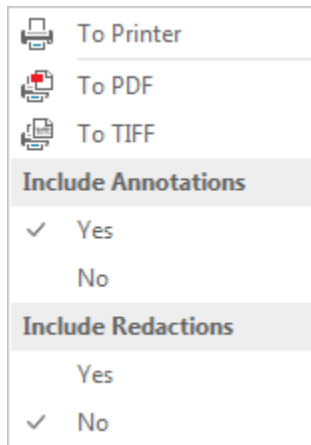 To Printer
To PDF
To TIFF
Include Annotations
Yes
No
Include Redactions
Yes
No